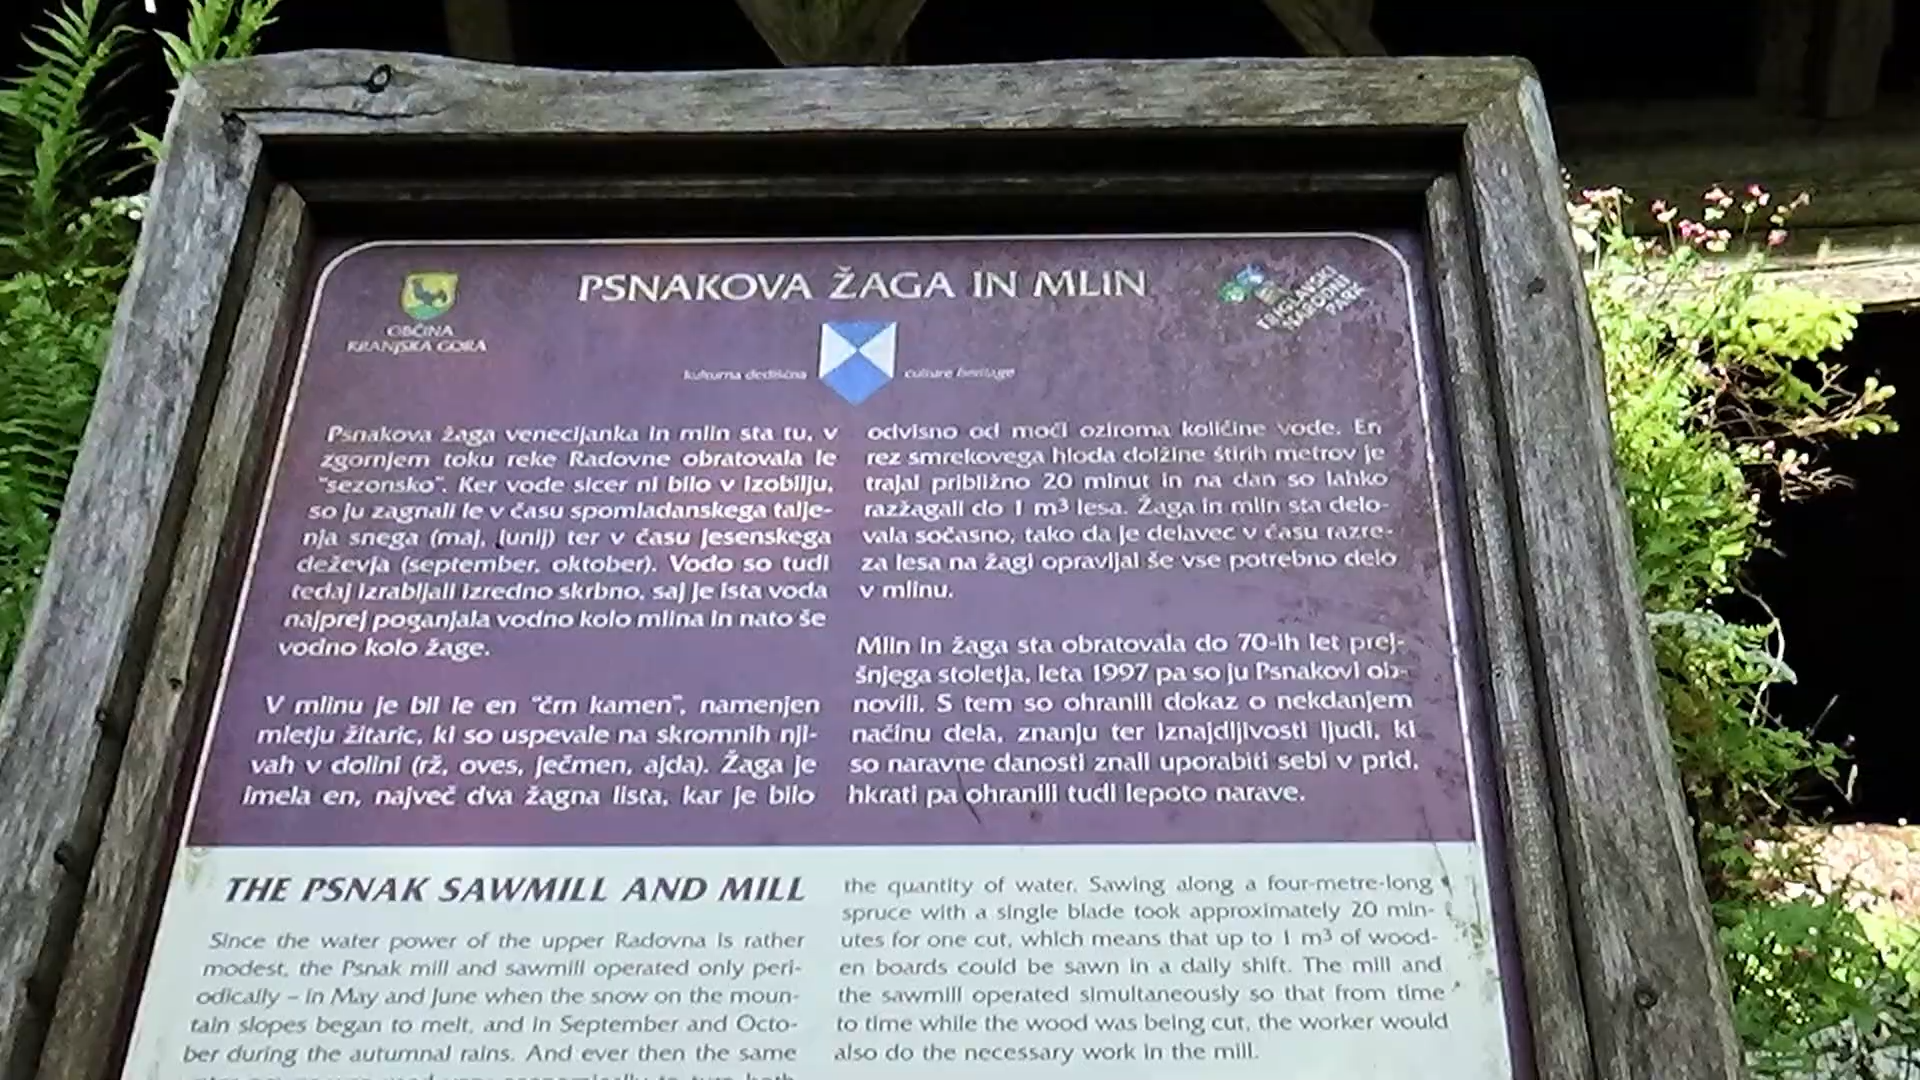 PSNAKOVA ŽAGA IN MLIN
OBČINA
KRANJSKA GORA
TRIGLAVSKI
NARODNI
PARK
kulturna dediščina
culture heritage
Psnakova žaga venecijanka in mlin sta tu, v
zgornjem toku reke Radovne obratovala le
"sezonsko". Ker vode sicer ni bilo v izobilju,
so ju zagnali le v času spomladanskega talje-
nja snega (maj, junij) ter v času jesenskega
deževja (september, oktober). Vodo so tudi
tedaj izrabljali izredno skrbno, saj je ista voda
najprej poganjala vodno kolo mlina in nato še
vodno kolo žage.
V mlinu je bil le en "črn kamen", namenjen
mletju žitaric, ki so uspevale na skromnih nji-
vah v dolini (rž, oves, ječmen, ajda). Žaga je
imela en, največ dva žagna lista, kar je bilo
odvisno od moči oziroma količine vode. En
rez smrekovega hloda dolžine štirih metrov je
trajal približno 20 minut in na dan so lahko
razžagali do 1 m³ lesa. Žaga in mlin sta delo-
vala sočasno, tako da je delavec v času razre-
za lesa na žagi opravljal še vse potrebno delo
v mlinu.
Mlin in žaga sta obratovala do 70-ih let prej-
šnjega stoletja, leta 1997 pa so ju Psnakovi ob-
novili. S tem so ohranili dokaz o nekdanjem
načinu dela, znanju ter iznajdljivosti ljudi, ki
so naravne danosti znali uporabiti sebi v prid,
hkrati pa ohranili tudi lepoto narave.
THE PSNAK SAWMILL AND MILL
Since the water power of the upper Radovna is rather
modest, the Psnak mill and sawmill operated only peri-
odically – in May and June when the snow on the moun-
tain slopes began to melt, and in September and Octo-
ber during the autumnal rains. And ever then the same
the quantity of water. Sawing along a four-metre-long
spruce with a single blade took approximately 20 min-
utes for one cut, which means that up to 1 m³ of wood-
en boards could be sawn in a daily shift. The mill and
the sawmill operated simultaneously so that from time
to time while the wood was being cut, the worker would
also do the necessary work in the mill.